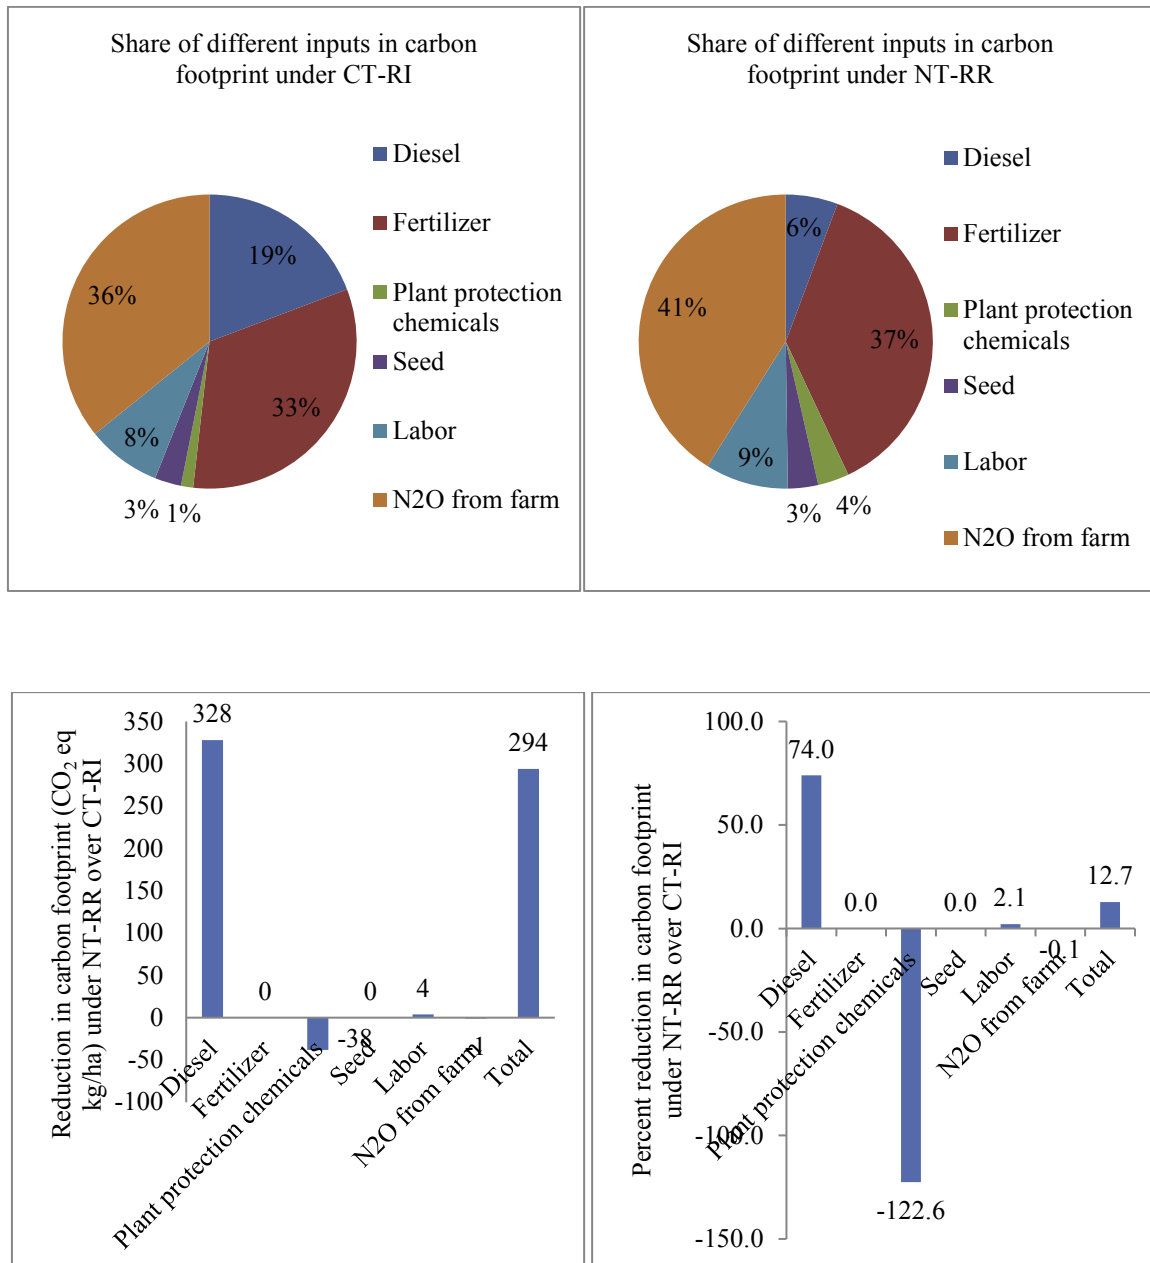 Share of different inputs in carbon
footprint under CT-RI
Diesel
Fertilizer
Plant protection
chemicals
Seed
Labor
N2O from farm
19%
33%
1%
3%
8%
36%
Share of different inputs in carbon
footprint under NT-RR
Diesel
Fertilizer
Plant protection
chemicals
Seed
Labor
N2O from farm
6%
37%
4%
3%
9%
41%
Reduction in carbon footprint (CO2 eq
kg/ha) under NT-RR over CT-RI
350
300
250
200
150
100
50
0
-50
-100
328
0
-38
0
4
-1
294
Diesel
Fertilizer
Plant protection chemicals
Seed
Labor
N2O from farm
Total
Percent reduction in carbon footprint
under NT-RR over CT-RI
100.0
50.0
0.0
-50.0
-100.0
-150.0
74.0
0.0
-122.6
0.0
2.1
-0.1
12.7
Diesel
Fertilizer
Plant protection chemicals
Seed
Labor
N2O from farm
Total